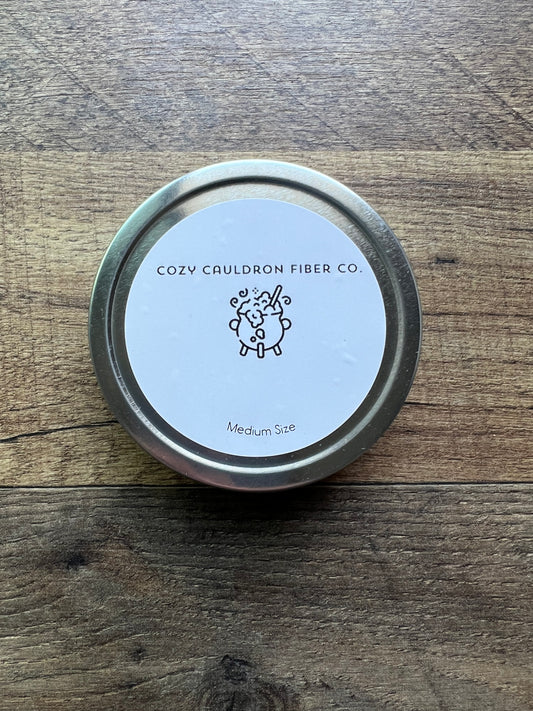 COZY CAULDRON FIBER CO.
Medium Size